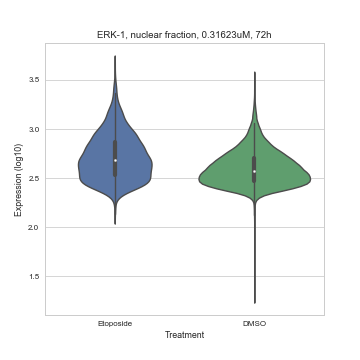 ERK-1, nuclear fraction, 0.31623uM, 72h
Expression (log10)
3.5
3.0
2.5
2.0
1.5
Etoposide
DMSO
Treatment